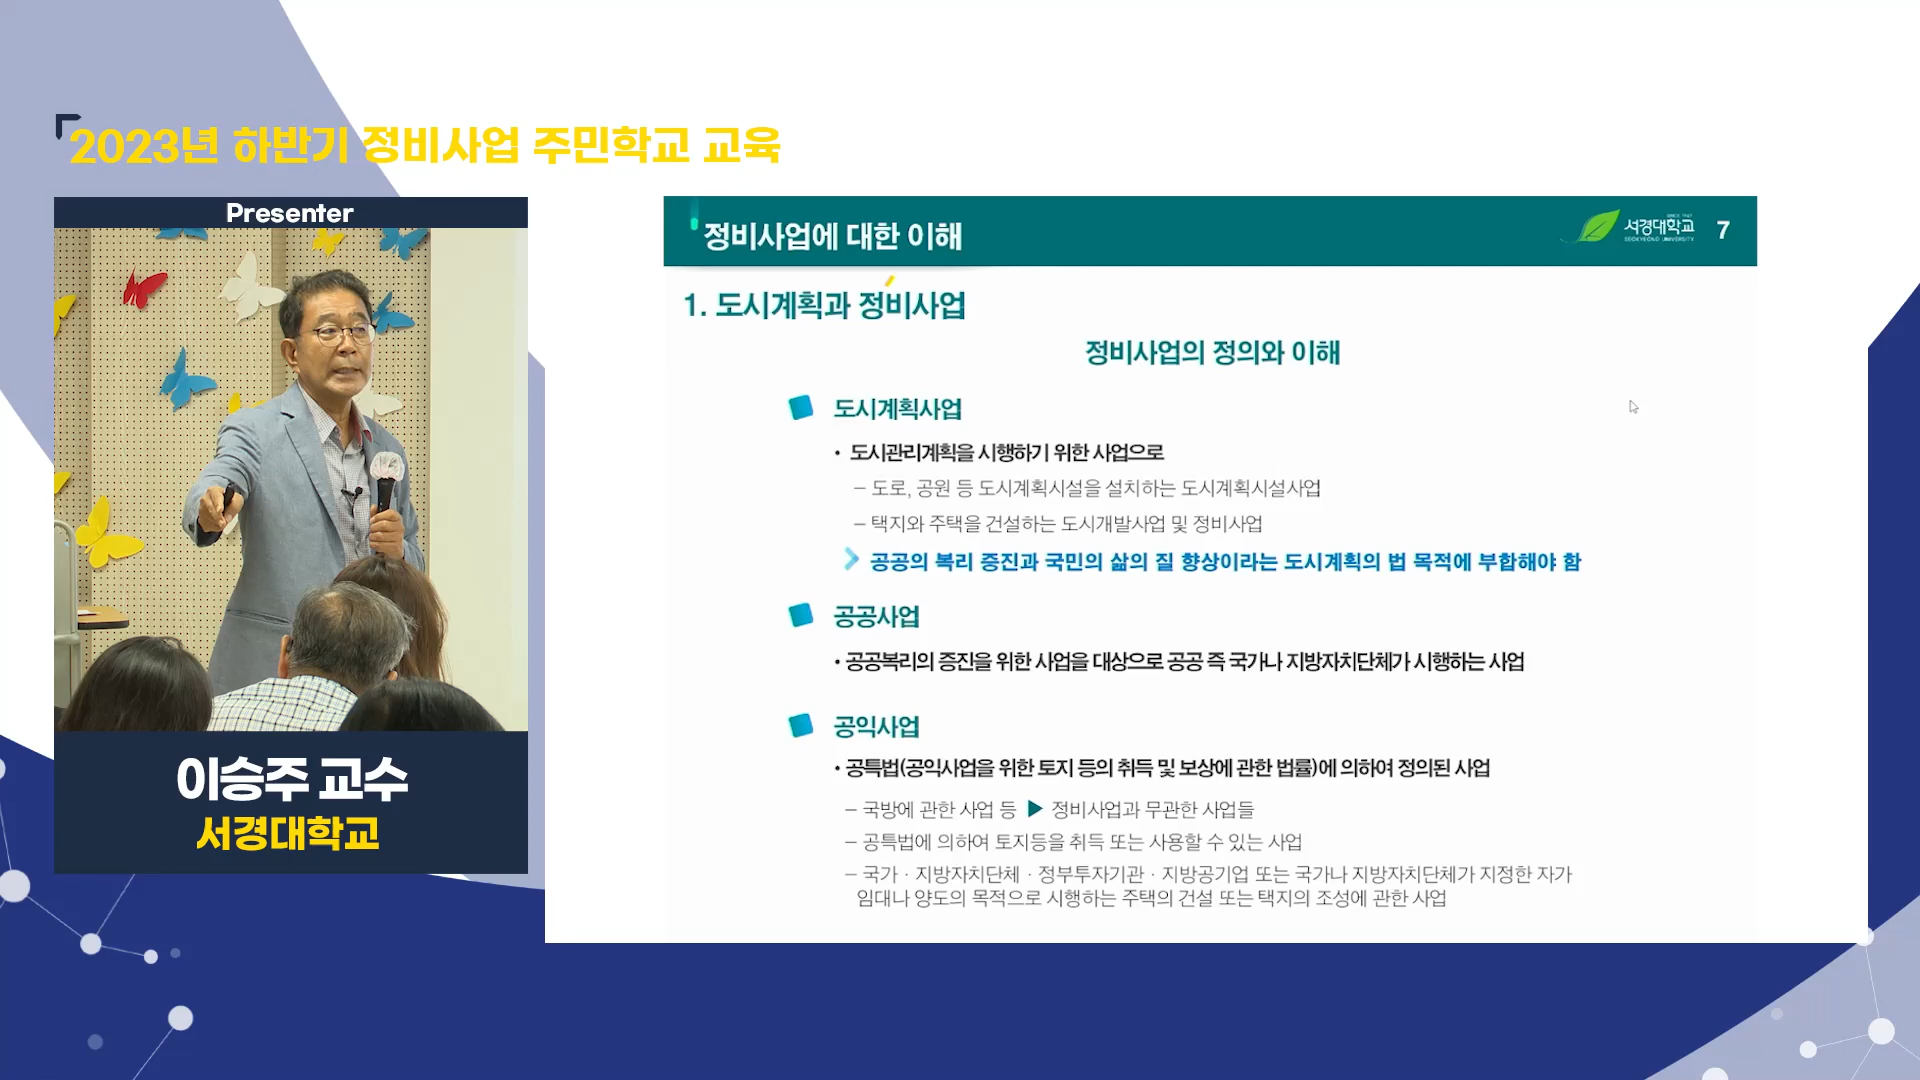 2023년 하반기 정비사업 주민학교 교육
Presenter
이승주 교수
서경대학교
정비사업에 대한 이해
SINCE 1947
서경대학교
SEOKYEONG UNIVERSITY
7
1. 도시계획과 정비사업
정비사업의 정의와 이해
도시계획사업
• 도시관리계획을 시행하기 위한 사업으로
– 도로, 공원 등 도시계획시설을 설치하는 도시계획시설사업
– 택지와 주택을 건설하는 도시개발사업 및 정비사업
공공의 복리 증진과 국민의 삶의 질 향상이라는 도시계획의 법 목적에 부합해야 함
공공사업
• 공공복리의 증진을 위한 사업을 대상으로 공공 즉 국가나 지방자치단체가 시행하는 사업
공익사업
• 공특법(공익사업을 위한 토지 등의 취득 및 보상에 관한 법률)에 의하여 정의된 사업
– 국방에 관한 사업 등 ▶ 정비사업과 무관한 사업들
– 공특법에 의하여 토지등을 취득 또는 사용할 수 있는 사업
– 국가 · 지방자치단체 · 정부투자기관 · 지방공기업 또는 국가나 지방자치단체가 지정한 자가
임대나 양도의 목적으로 시행하는 주택의 건설 또는 택지의 조성에 관한 사업